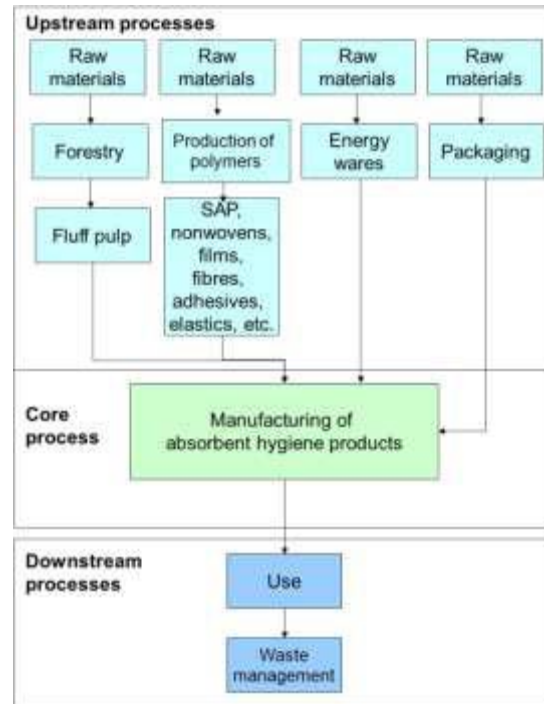 Upstream processes
Raw
materials
Raw
materials
Raw
materials
Raw
materials
Forestry
Production of
polymers
Energy
wares
Packaging
Fluff pulp
SAP,
nonwovens,
films,
fibres,
adhesives,
elastics, etc.
Core
process
Manufacturing of
absorbent hygiene products
Downstream
processes
Use
Waste
management